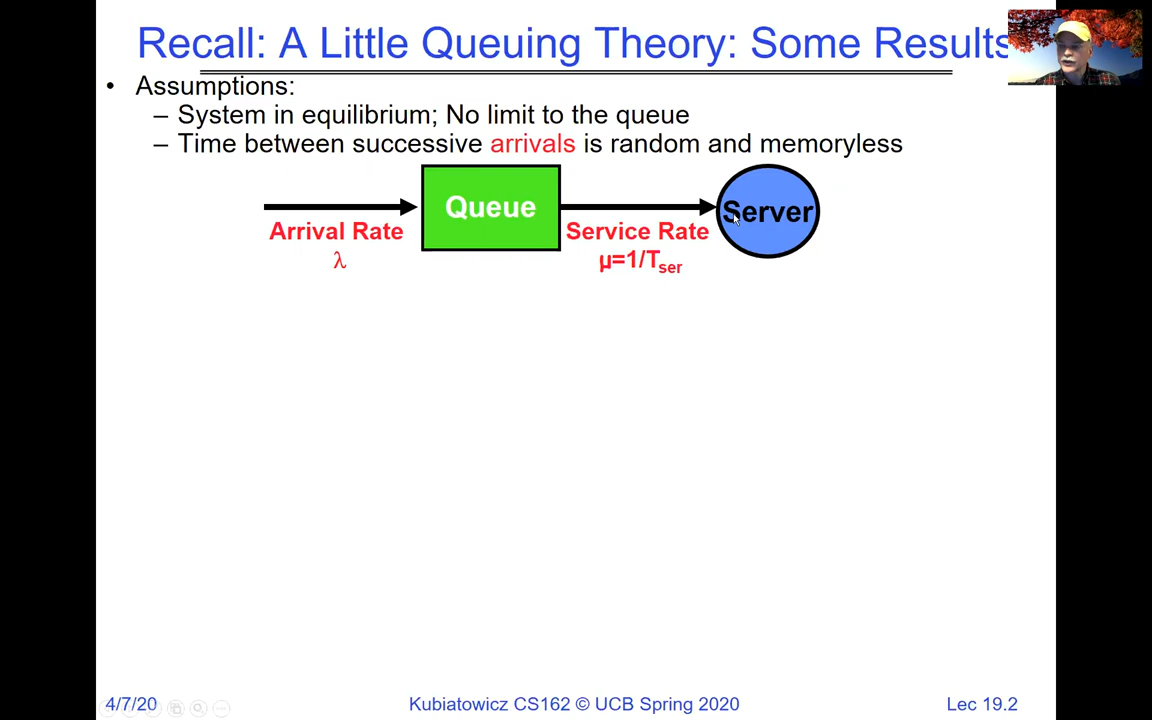 Recall: A Little Queuing Theory: Some Results
• Assumptions:
– System in equilibrium; No limit to the queue
– Time between successive arrivals is random and memoryless
Queue
Server
Arrival Rate
λ
Service Rate
μ=1/Tser
4/7/20
Kubiatowicz CS162 © UCB Spring 2020
Lec 19.2